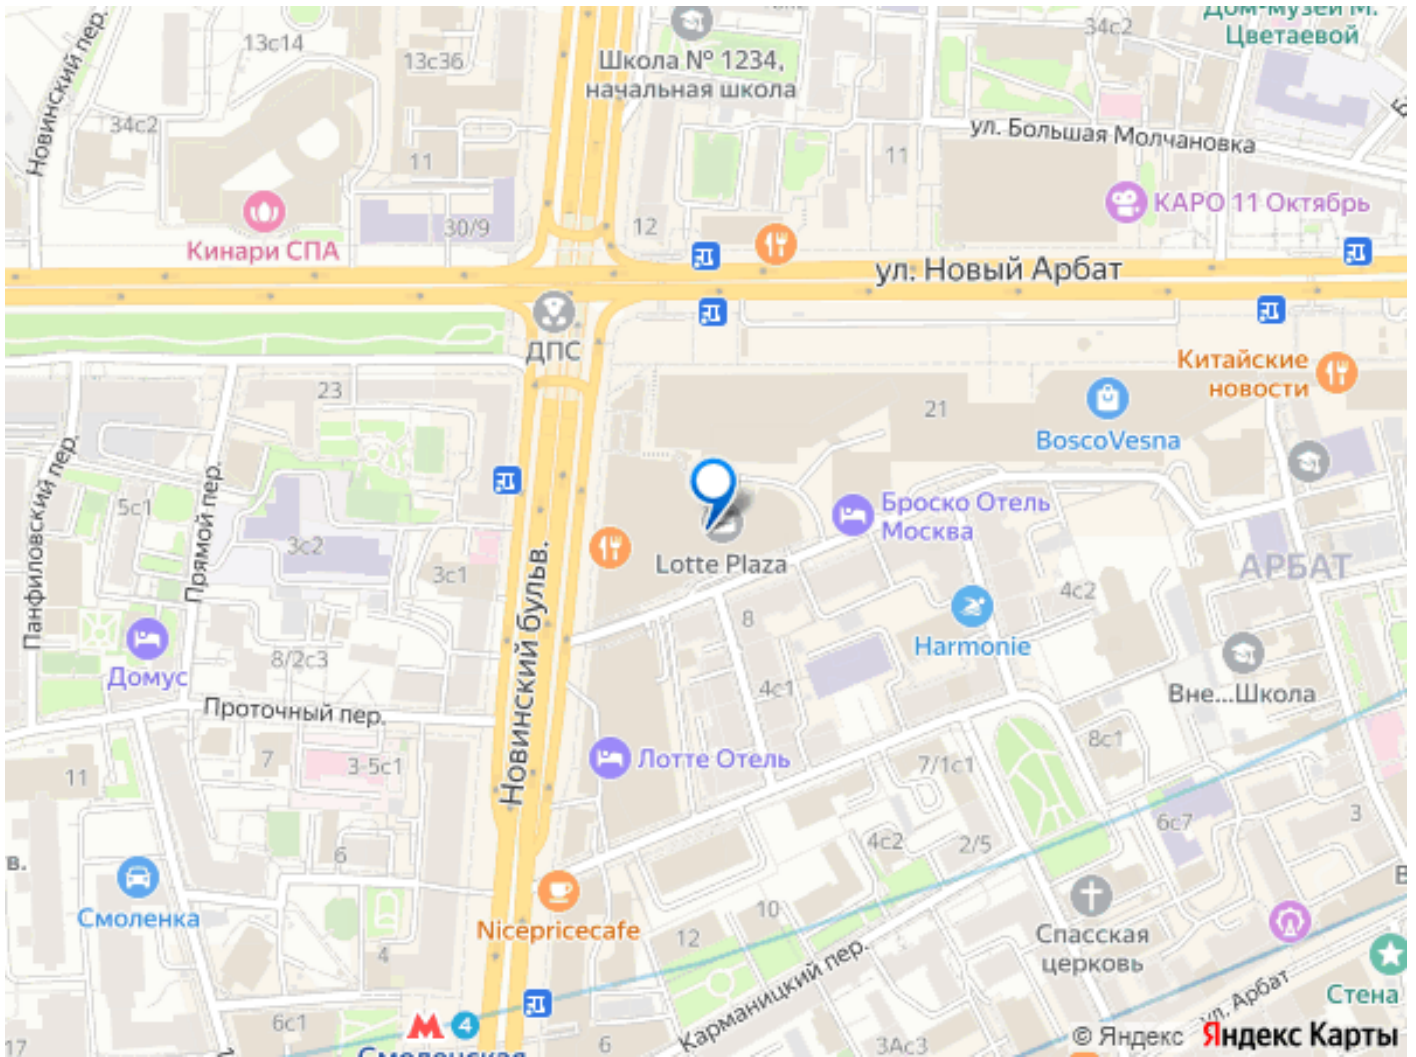 Дом-музей М.
Цветаевой
34с2
13с14
13с36
Школа № 1234,
начальная школа
Новинский пер.
34с2
11
11
ул. Большая Молчановка
КАРО 11 Октябрь
30/9
12
Кинари СПА
ул. Новый Арбат
ДПС
Китайские
новости
23
21
BoscoVesna
Панфиловский пер.
Прямой пер.
5с1
3с2
3с1
Броско Отель
Москва
Lotte Plaza
АРБАТ
Новинский бульв.
8
4с2
Harmonie
Домус
8/2с3
4с1
Вне...Школа
Проточный пер.
7
3-5с1
11
Лотте Отель
7/1с1
8с1
6с7
3
4с2
2/5
6
в.
В
Смоленка
10
Nicepricecafe
12
Спасская
церковь
4
Карманицкий пер.
ул. Арбат
Стена
6с1
4
Смоленская
17
6
3Ас3
© Яндекс Яндекс Карты